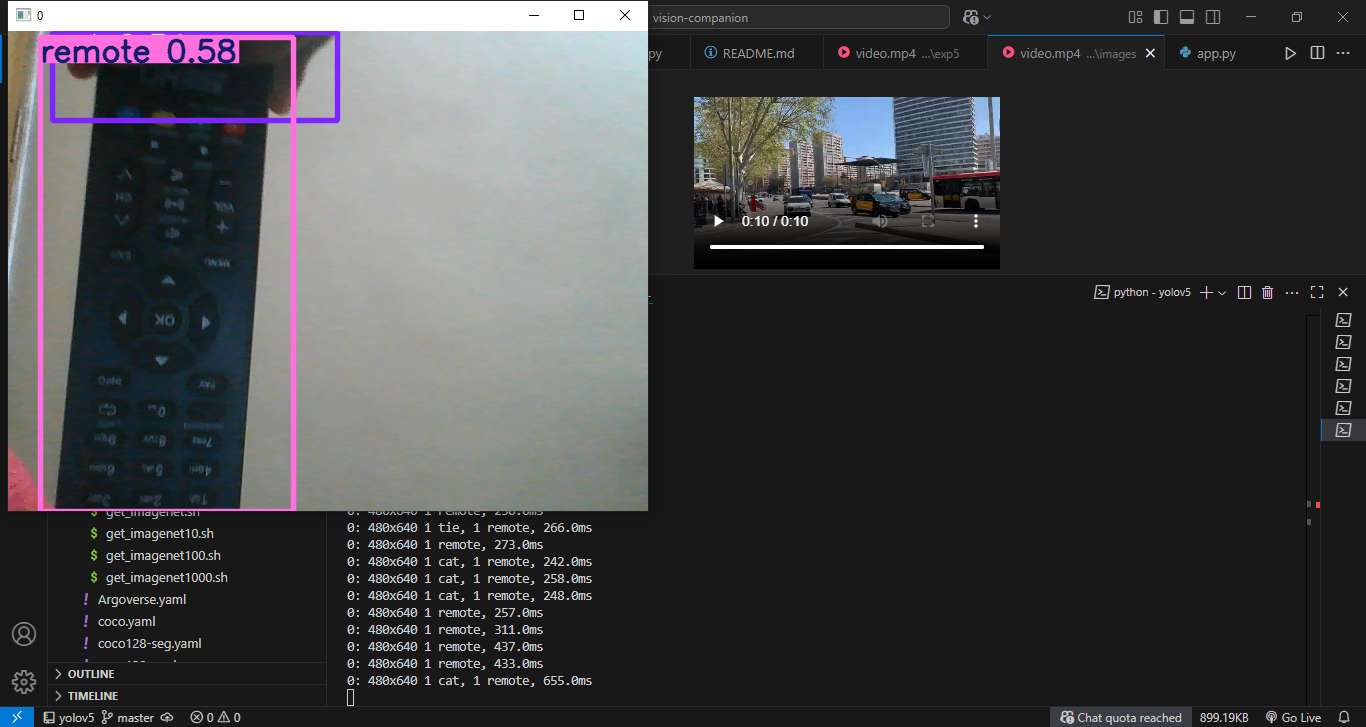 0
remote 0.58
vision-companion
py
README.md
video.mp4 ...\exp5
video.mp4 ...\images
app.py
0:10 / 0:10
python - yolov5
CH
VOL
EXIT
MENU
OK
INFO
FAV
get_imagenet.sh
get_imagenet10.sh
get_imagenet100.sh
get_imagenet1000.sh
Argoverse.yaml
coco.yaml
coco128-seg.yaml
OUTLINE
TIMELINE
0: 480x640 1 tie, 1 remote, 266.0ms
0: 480x640 1 remote, 273.0ms
0: 480x640 1 cat, 1 remote, 242.0ms
0: 480x640 1 cat, 1 remote, 258.0ms
0: 480x640 1 cat, 1 remote, 248.0ms
0: 480x640 1 remote, 257.0ms
0: 480x640 1 remote, 311.0ms
0: 480x640 1 remote, 437.0ms
0: 480x640 1 remote, 433.0ms
0: 480x640 1 cat, 1 remote, 655.0ms
yolov5 master 0 0 Chat quota reached 899.19KB Go Live